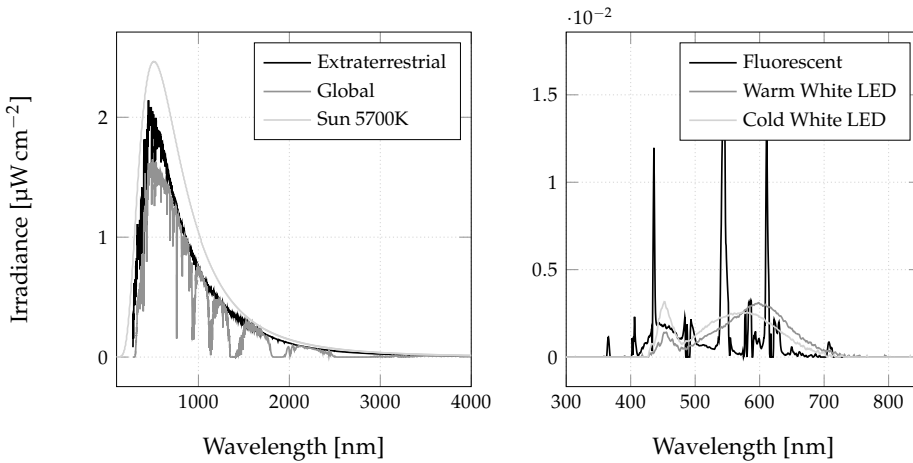 ·10−2
Extraterrestrial
Global
Sun 5700K
Fluorescent
Warm White LED
Cold White LED
Irradiance [µW cm−2]
2
1
0
1000
2000
3000
4000
Wavelength [nm]
1.5
1
0.5
0
300
400
500
600
700
800
Wavelength [nm]